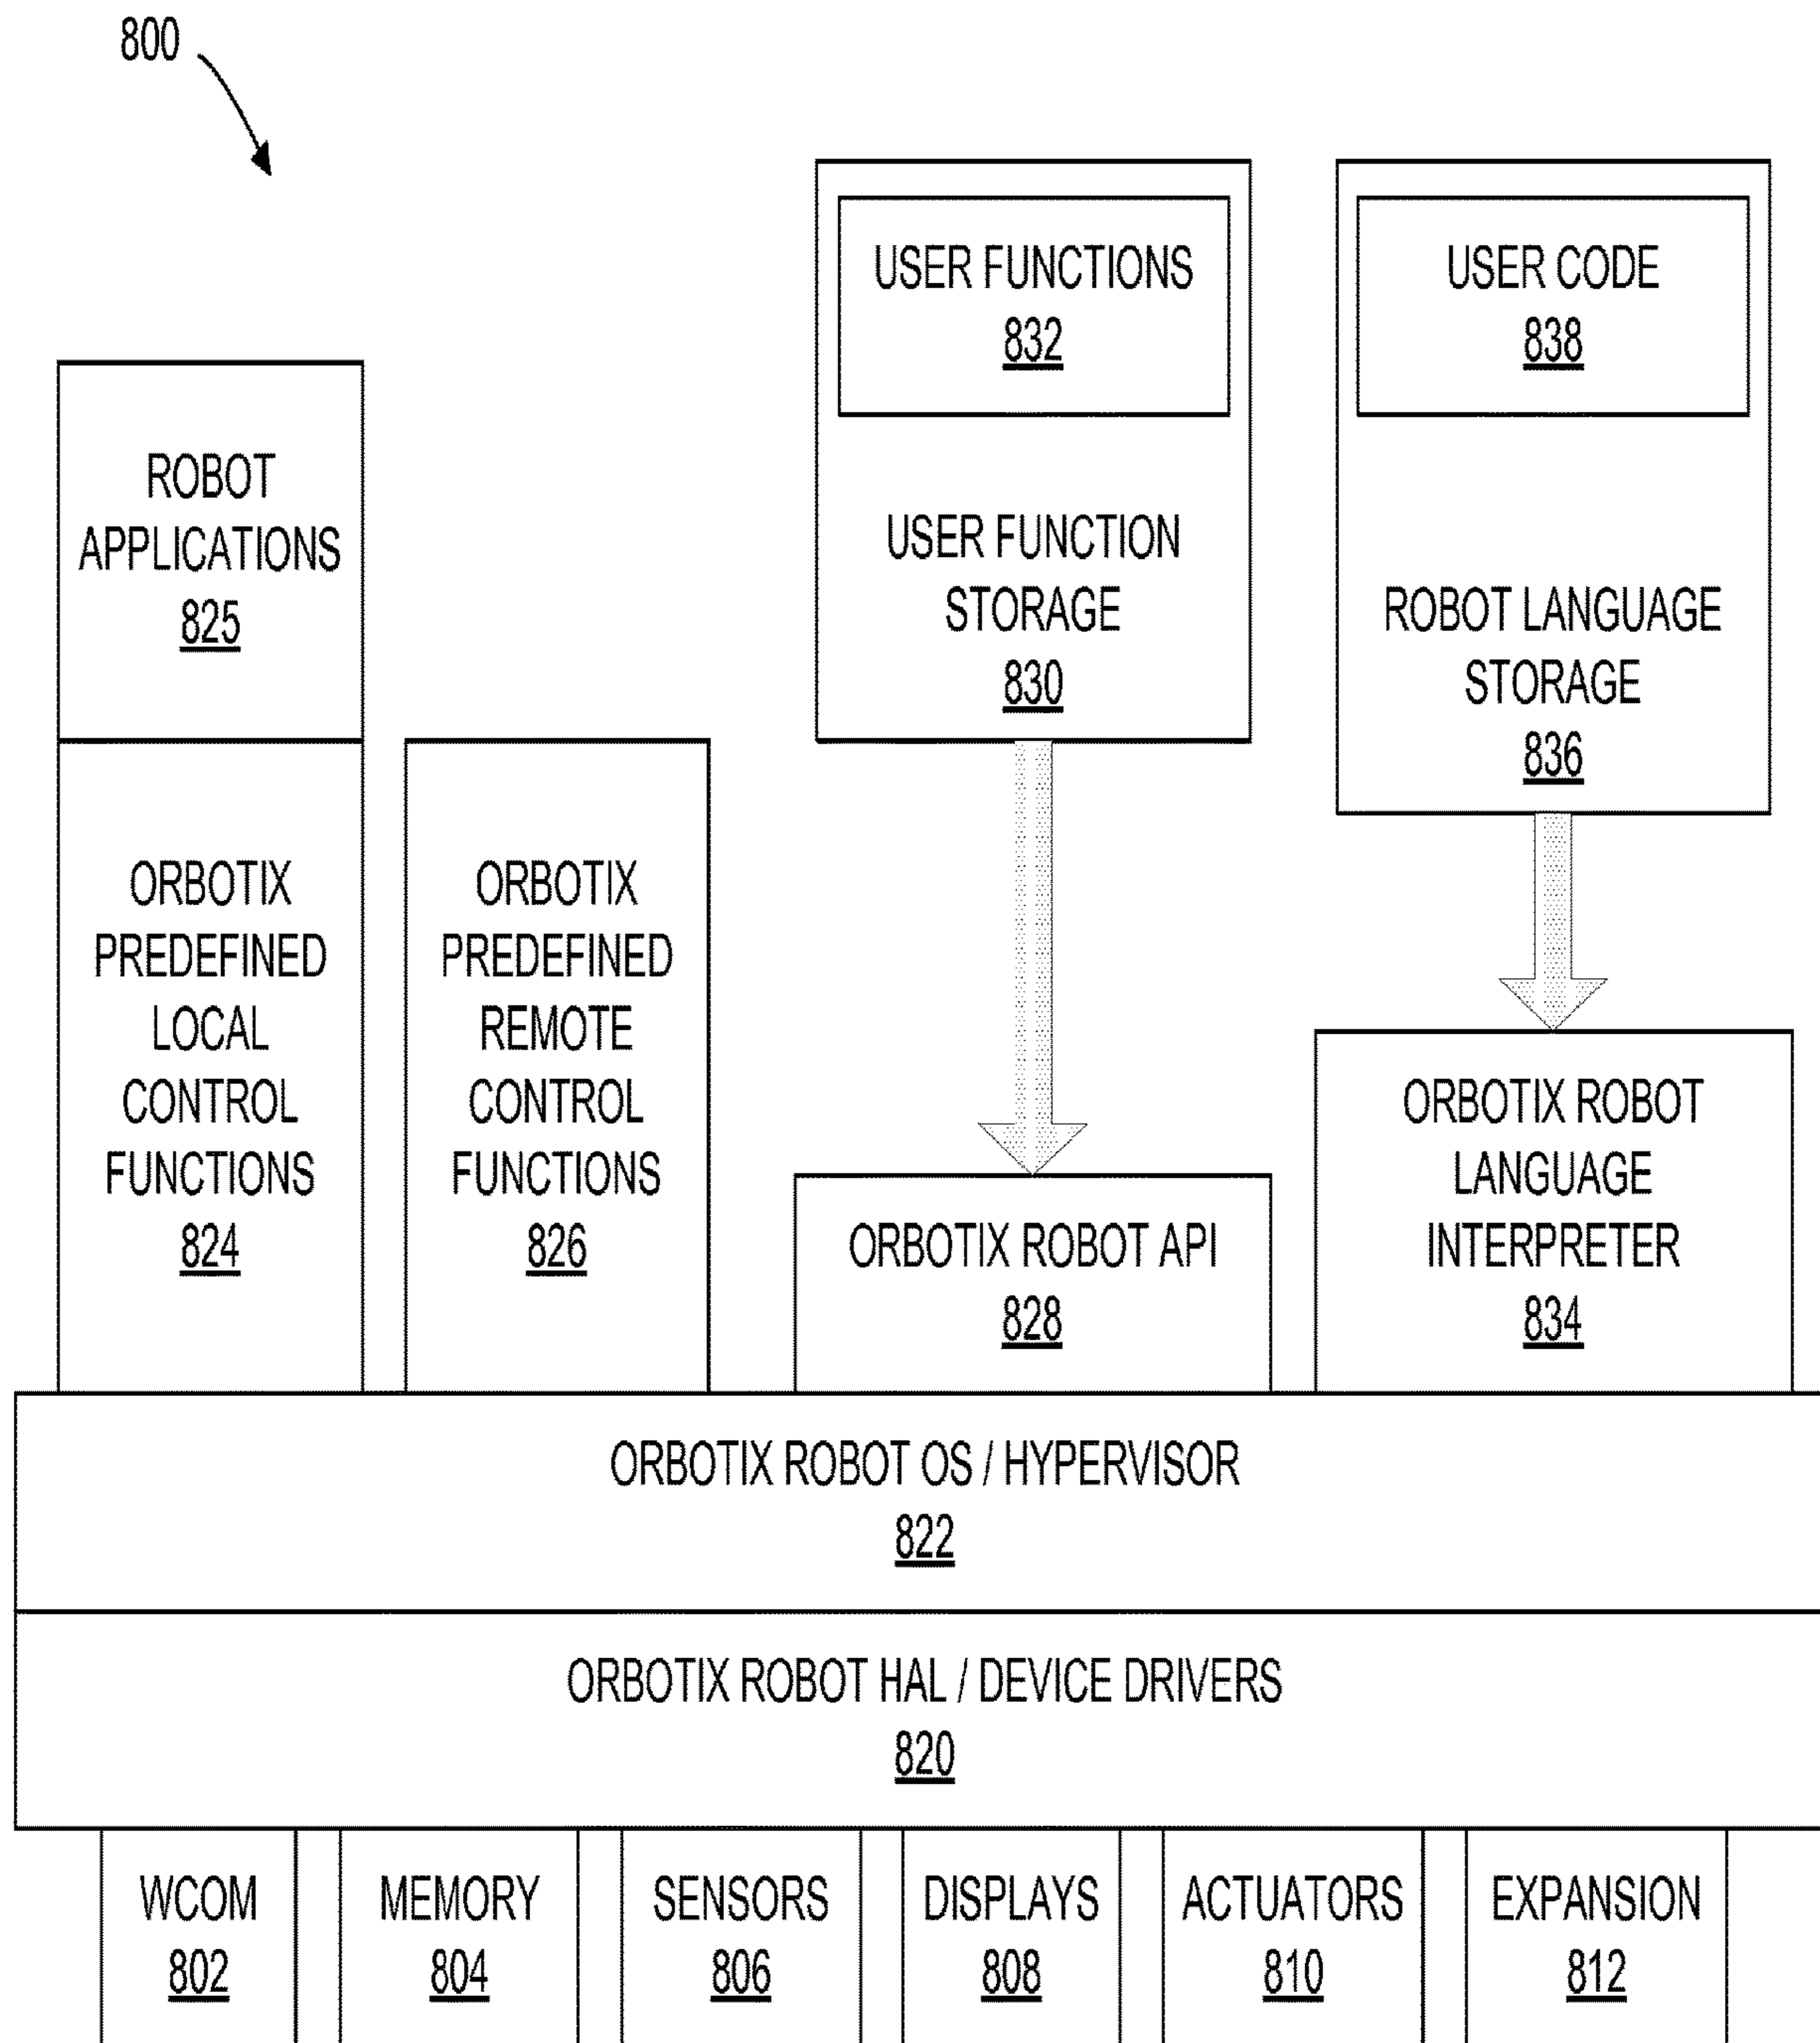 800
USER FUNCTIONS
832
USER FUNCTION
STORAGE
830
USER CODE
838
ROBOT LANGUAGE
STORAGE
836
ROBOT
APPLICATIONS
825
ORBOTIX
PREDEFINED
LOCAL
CONTROL
FUNCTIONS
824
ORBOTIX
PREDEFINED
REMOTE
CONTROL
FUNCTIONS
826
ORBOTIX ROBOT API
828
ORBOTIX ROBOT
LANGUAGE
INTERPRETER
834
ORBOTIX ROBOT OS / HYPERVISOR
822
ORBOTIX ROBOT HAL / DEVICE DRIVERS
820
WCOM
802
MEMORY
804
SENSORS
806
DISPLAYS
808
ACTUATORS
810
EXPANSION
812